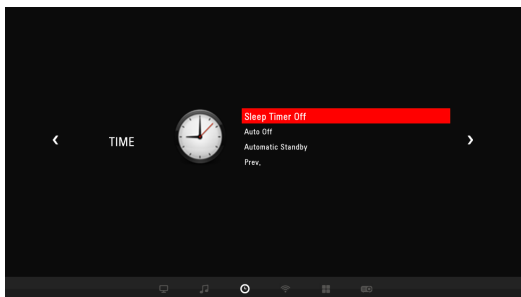 TIME
Sleep Timer Off
Auto Off
Automatic Standby
Prev.